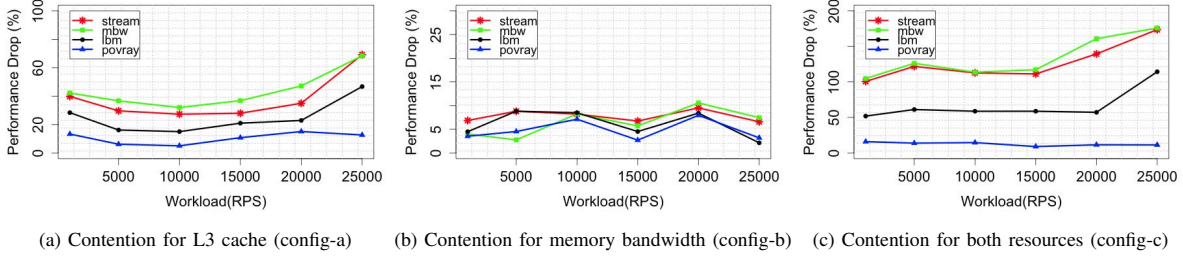 Performance Drop (%)
100
60
20
0
stream
mbw
lbm
povray
5000 10000 15000 20000 25000
Workload(RPS)
(a) Contention for L3 cache (config-a)
Performance Drop (%)
30
20
10
5
0
stream
mbw
lbm
povray
5000 10000 15000 20000 25000
Workload(RPS)
(b) Contention for memory bandwidth (config-b)
Performance Drop (%)
200
100
50
0
stream
mbw
lbm
povray
5000 10000 15000 20000 25000
Workload(RPS)
(c) Contention for both resources (config-c)